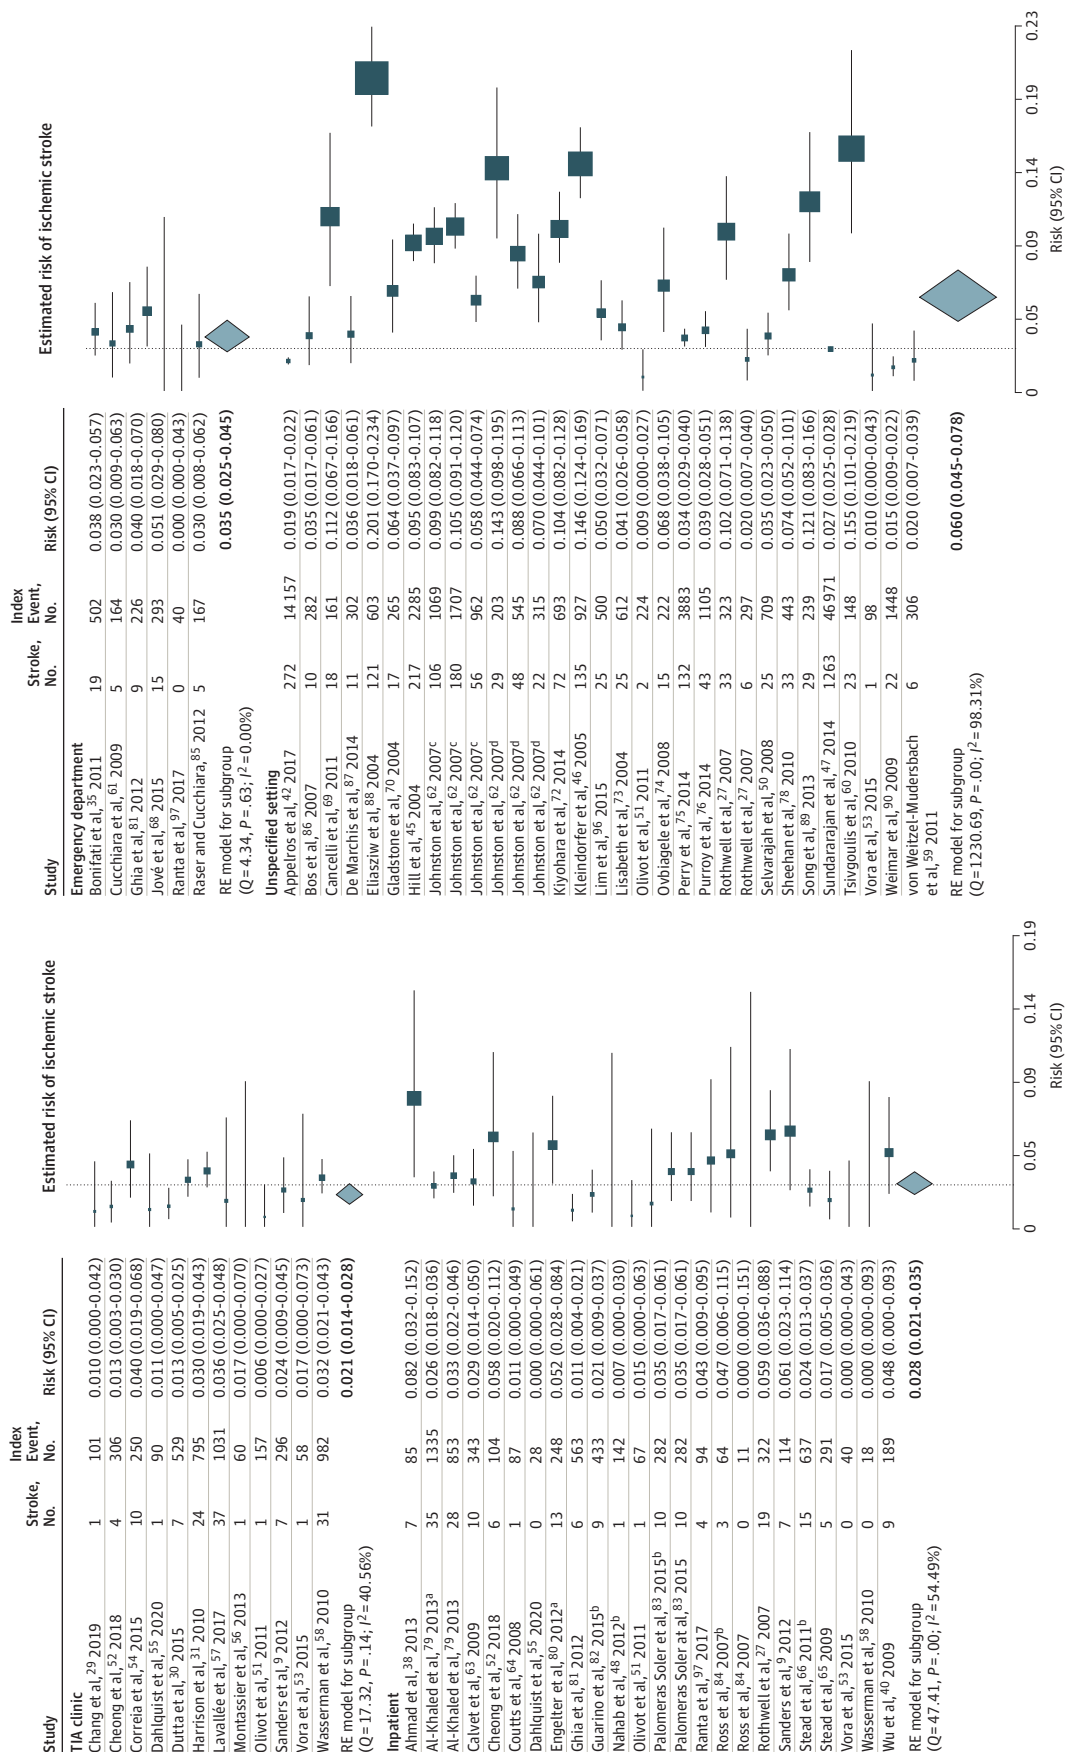 Study
Stroke, No.
Index Event, No.
Risk (95% CI)
Estimated risk of ischemic stroke
TIA clinic
Chang et al,29 2019 1 101 0.010 (0.000-0.042)
Cheong et al,52 2018 4 306 0.013 (0.003-0.030)
Correia et al,54 2015 10 250 0.040 (0.019-0.068)
Dahlquist et al,55 2020 1 90 0.011 (0.000-0.047)
Dutta et al,30 2015 7 529 0.013 (0.005-0.025)
Harrison et al,31 2010 24 795 0.030 (0.019-0.043)
Lavallée et al,57 2017 37 1031 0.036 (0.025-0.048)
Montassier et al,56 2013 1 60 0.017 (0.000-0.070)
Olivot et al,51 2011 1 157 0.006 (0.000-0.027)
Sanders et al,9 2012 7 296 0.024 (0.009-0.045)
Vora et al,53 2015 1 58 0.017 (0.000-0.073)
Wasserman et al,58 2010 31 982 0.032 (0.021-0.043)
RE model for subgroup 0.021 (0.014-0.028)
(Q = 17.32, P = .14; I2 = 40.56%)
Inpatient
Ahmad et al,38 2013 7 85 0.082 (0.032-0.152)
Al-Khaled et al,79 2013a 35 1335 0.026 (0.018-0.036)
Al-Khaled et al,79 2013 28 853 0.033 (0.022-0.046)
Calvet et al,63 2009 10 343 0.029 (0.014-0.050)
Cheong et al,52 2018 6 104 0.058 (0.020-0.112)
Coutts et al,64 2008 1 87 0.011 (0.000-0.049)
Dahlquist et al,55 2020 0 28 0.000 (0.000-0.061)
Engelter et al,80 2012a 13 248 0.052 (0.028-0.084)
Ghia et al,81 2012 6 563 0.011 (0.004-0.021)
Guarino et al,82 2015b 9 433 0.021 (0.009-0.037)
Nahab et al,48 2012b 1 142 0.007 (0.000-0.030)
Olivot et al,51 2011 1 67 0.015 (0.000-0.063)
Palomeras Soler et al,83 2015b 10 282 0.035 (0.017-0.061)
Palomeras Soler at al,83 2015 10 282 0.035 (0.017-0.061)
Ranta et al,97 2017 4 94 0.043 (0.009-0.095)
Ross et al,84 2007b 3 64 0.047 (0.006-0.115)
Ross et al,84 2007 0 11 0.000 (0.000-0.151)
Rothwell et al,27 2007 19 322 0.059 (0.036-0.088)
Sanders et al,9 2012 7 114 0.061 (0.023-0.114)
Stead et al,66 2011b 15 637 0.024 (0.013-0.037)
Stead et al,65 2009 5 291 0.017 (0.005-0.036)
Vora et al,53 2015 0 40 0.000 (0.000-0.043)
Wasserman et al,58 2010 0 18 0.000 (0.000-0.093)
Wu et al,40 2009 9 189 0.048 (0.000-0.093)
RE model for subgroup 0.028 (0.021-0.035)
(Q = 47.41, P = .00; I2 = 54.49%)
0 0.05 0.09 0.14 0.19
Risk (95% CI)
Study
Stroke, No.
Index Event, No.
Risk (95% CI)
Estimated risk of ischemic stroke
Emergency department
Bonifati et al,35 2011 19 502 0.038 (0.023-0.057)
Cucchiara et al,61 2009 5 164 0.030 (0.009-0.063)
Ghia et al,81 2012 9 226 0.040 (0.018-0.070)
Jové et al,68 2015 15 293 0.051 (0.029-0.080)
Ranta et al,97 2017 0 40 0.000 (0.000-0.043)
Raser and Cucchiara,85 2012 5 167 0.030 (0.008-0.062)
RE model for subgroup 0.035 (0.025-0.045)
(Q = 4.34, P = .63; I2 = 0.00%)
Unspecified setting
Appelros et al,42 2017 272 14 157 0.019 (0.017-0.022)
Bos et al,86 2007 10 282 0.035 (0.017-0.061)
Cancelli et al,69 2011 18 161 0.112 (0.067-0.166)
De Marchis et al,87 2014 11 302 0.036 (0.018-0.061)
Eliasziw et al,88 2004 121 603 0.201 (0.170-0.234)
Gladstone et al,70 2004 17 265 0.064 (0.037-0.097)
Hill et al,45 2004 217 2285 0.095 (0.083-0.107)
Johnston et al,62 2007c 106 1069 0.099 (0.082-0.118)
Johnston et al,62 2007c 180 1707 0.105 (0.091-0.120)
Johnston et al,62 2007c 56 962 0.058 (0.044-0.074)
Johnston et al,62 2007d 29 203 0.143 (0.098-0.195)
Johnston et al,62 2007d 48 545 0.088 (0.066-0.113)
Johnston et al,62 2007d 22 315 0.070 (0.044-0.101)
Kiyohara et al,72 2014 72 693 0.104 (0.082-0.128)
Kleindorfer et al,46 2005 135 927 0.146 (0.124-0.169)
Lim et al,96 2015 25 500 0.050 (0.032-0.071)
Lisabeth et al,73 2004 25 612 0.041 (0.026-0.058)
Olivot et al,51 2011 2 224 0.009 (0.000-0.027)
Ovbiagele et al,74 2008 15 222 0.068 (0.038-0.105)
Perry et al,75 2014 132 3883 0.034 (0.029-0.040)
Purroy et al,76 2014 43 1105 0.039 (0.028-0.051)
Rothwell et al,27 2007 33 323 0.102 (0.071-0.138)
Rothwell et al,27 2007 6 297 0.020 (0.007-0.040)
Selvarajah et al,50 2008 25 709 0.035 (0.023-0.050)
Sheehan et al,78 2010 33 443 0.074 (0.052-0.101)
Song et al,89 2013 29 239 0.121 (0.083-0.166)
Sundararajan et al,47 2014 1263 46 971 0.027 (0.025-0.028)
Tsivgoulis et al,60 2010 23 148 0.155 (0.101-0.219)
Vora et al,53 2015 1 98 0.010 (0.000-0.043)
Weimar et al,90 2009 22 1448 0.015 (0.009-0.022)
von Weitzel-Mudersbach 6 306 0.020 (0.007-0.039)
et al,59 2011
RE model for subgroup 0.060 (0.045-0.078)
(Q = 1230.69, P = .00; I2 = 98.31%)
0 0.05 0.09 0.14 0.19 0.23
Risk (95% CI)